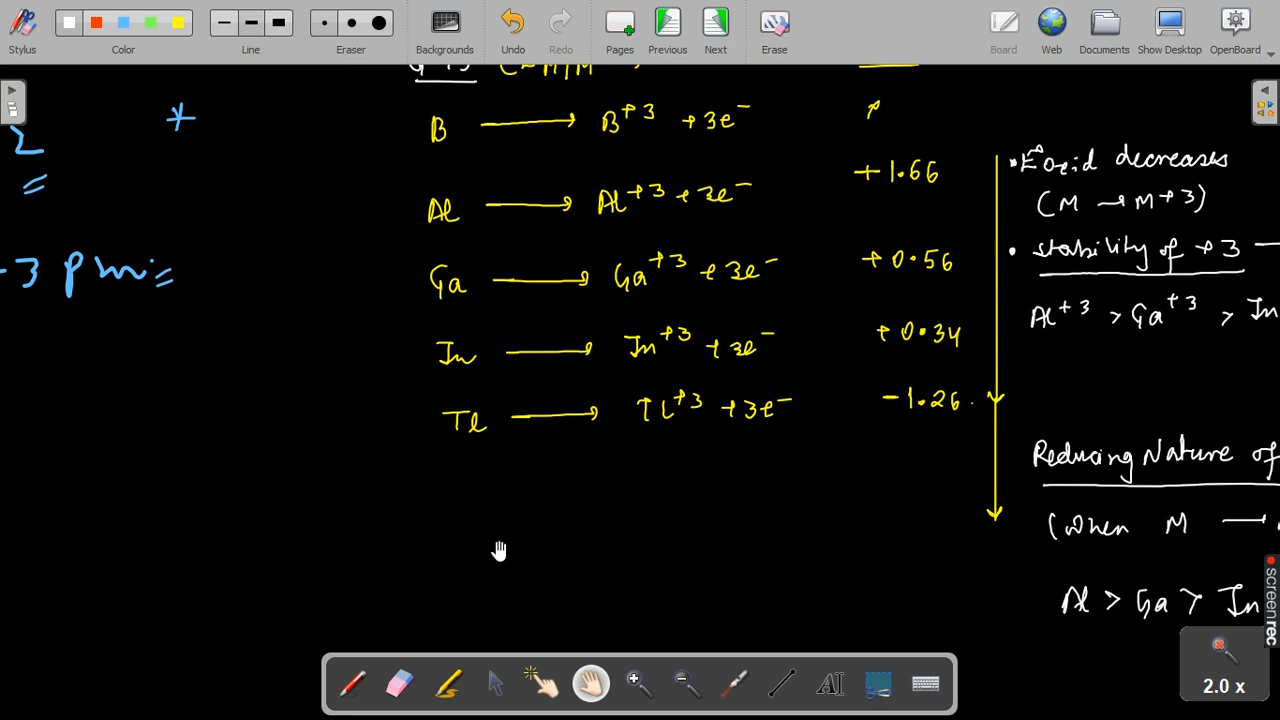 Stylus Color Line Eraser Backgrounds Undo Redo Pages Previous Next Erase Board Web Documents Show Desktop OpenBoard
B → B+3 + 3e-
+1.66
Al → Al+3 + 3e-
Ga → Ga+3 + 3e- +0.56
In → In+3 + 3e- +0.34
Tl → Tl+3 + 3e- -1.26
2
=
*
-3 pm =
• E°Oxid decreases
(M → M+3)
• Stability of +3 —
Al+3 > Ga+3 > In
Reducing Nature of
(When M →
Al > Ga > In
screenrec
2.0 x